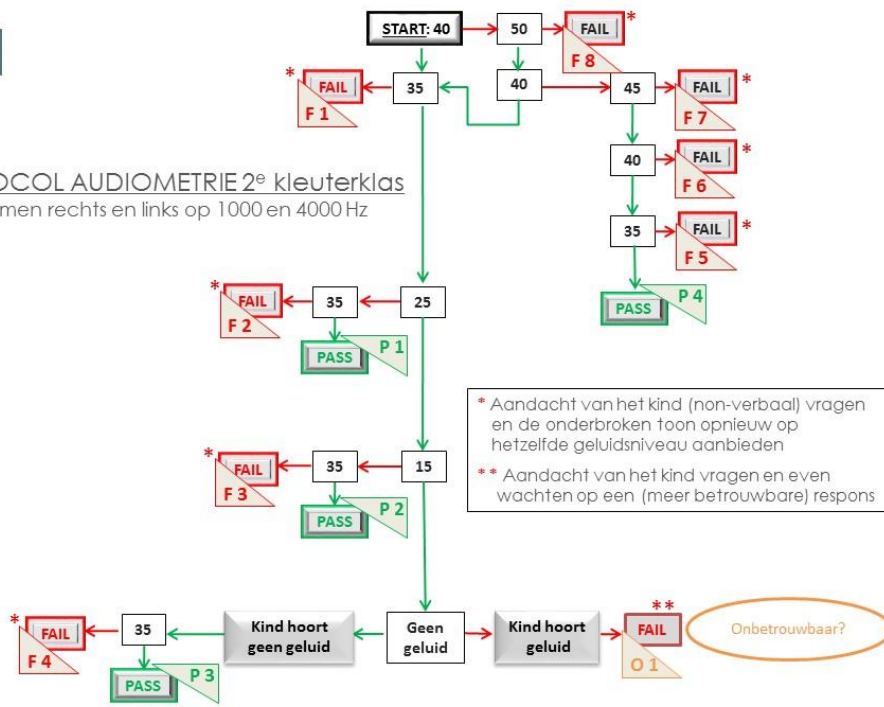 START: 40
50
FAIL *
F 8
* FAIL
F 1
35
40
45
FAIL *
F 7
40
FAIL *
F 6
35
FAIL *
F 5
PASS
P 4
OCOL AUDIOMETRIE 2e kleuterklas
men rechts en links op 1000 en 4000 Hz
* FAIL
F 2
35
25
PASS
P 1
* Aandacht van het kind (non-verbaal) vragen
en de onderbroken toon opnieuw op
hetzelfde geluidsniveau aanbieden
** Aandacht van het kind vragen en even
wachten op een (meer betrouwbare) respons
* FAIL
F 3
35
15
PASS
P 2
* FAIL
F 4
35
PASS
P 3
Kind hoort
geen geluid
Geen
geluid
Kind hoort
geluid
**
FAIL
O 1
Onbetrouwbaar?